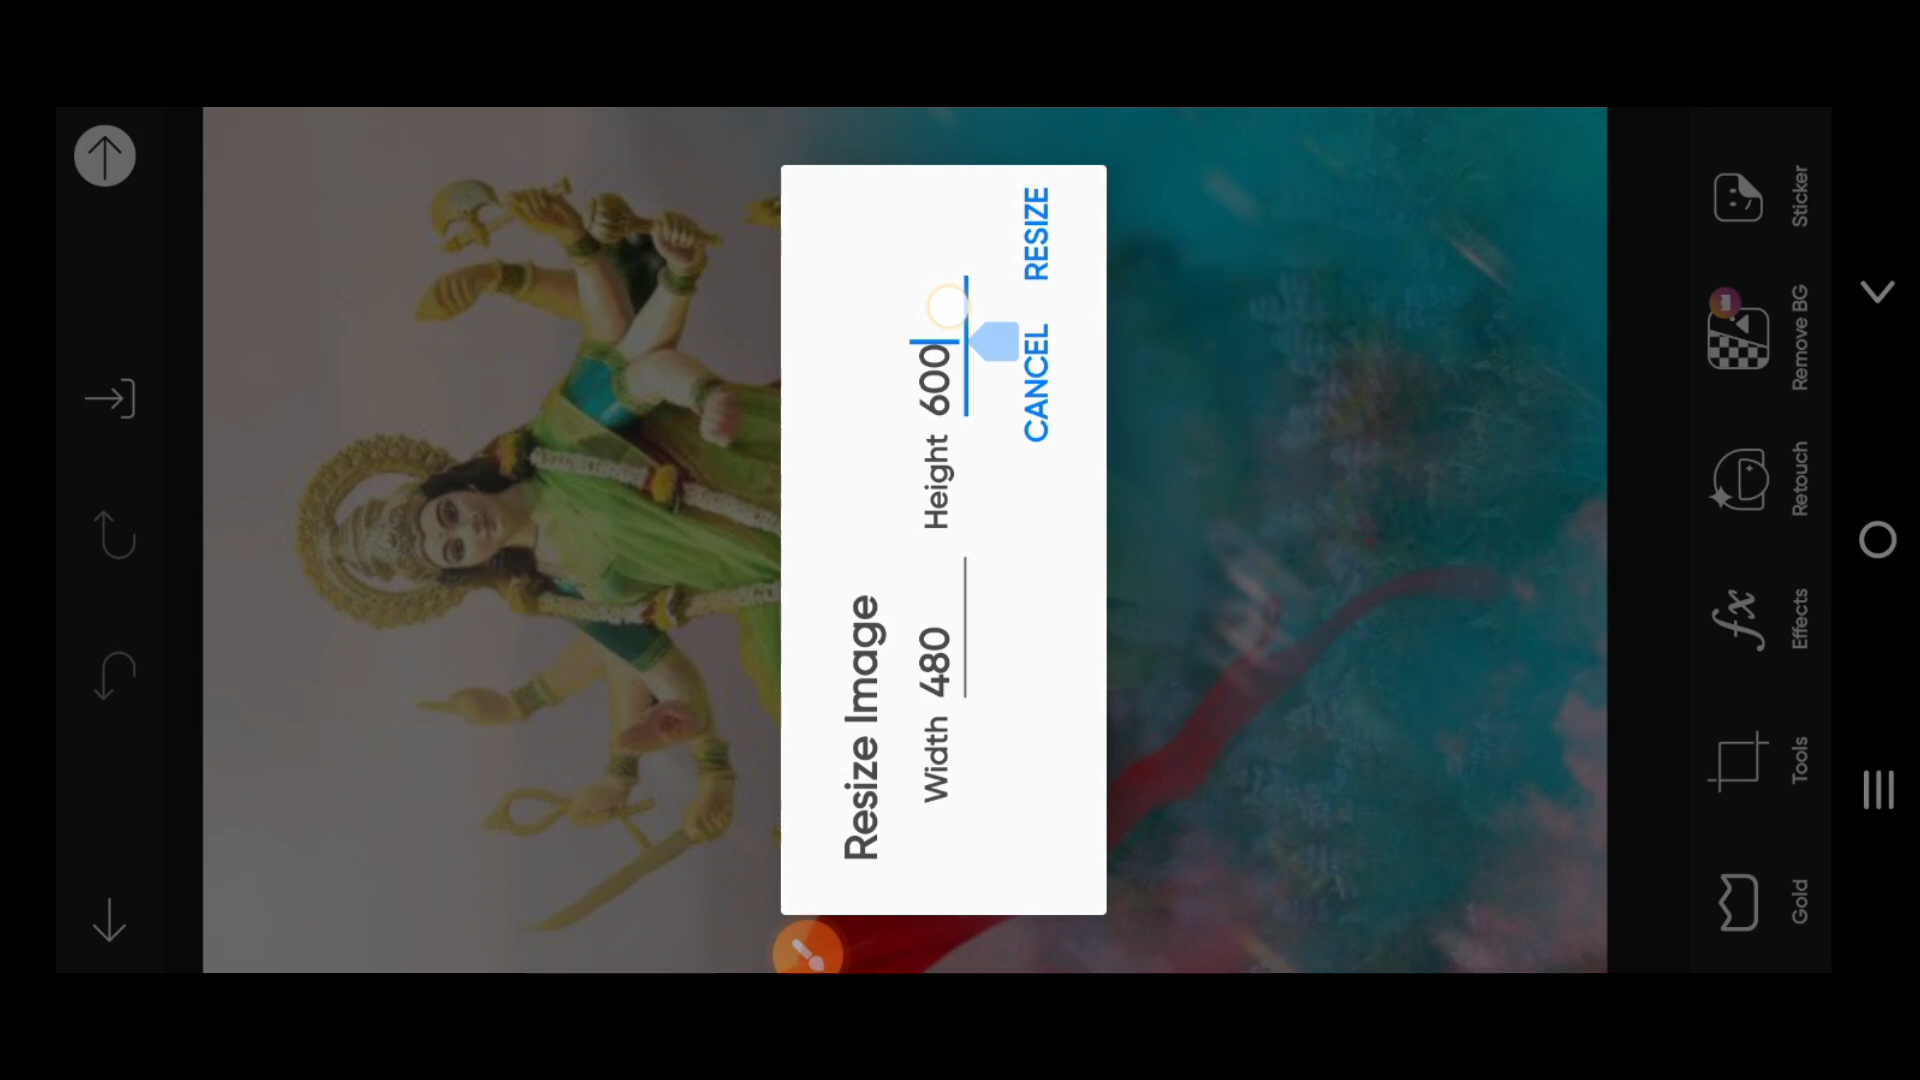 Resize Image
Width 480 Height 600
CANCEL RESIZE
Gold Tools Effects Retouch Remove BG Sticker